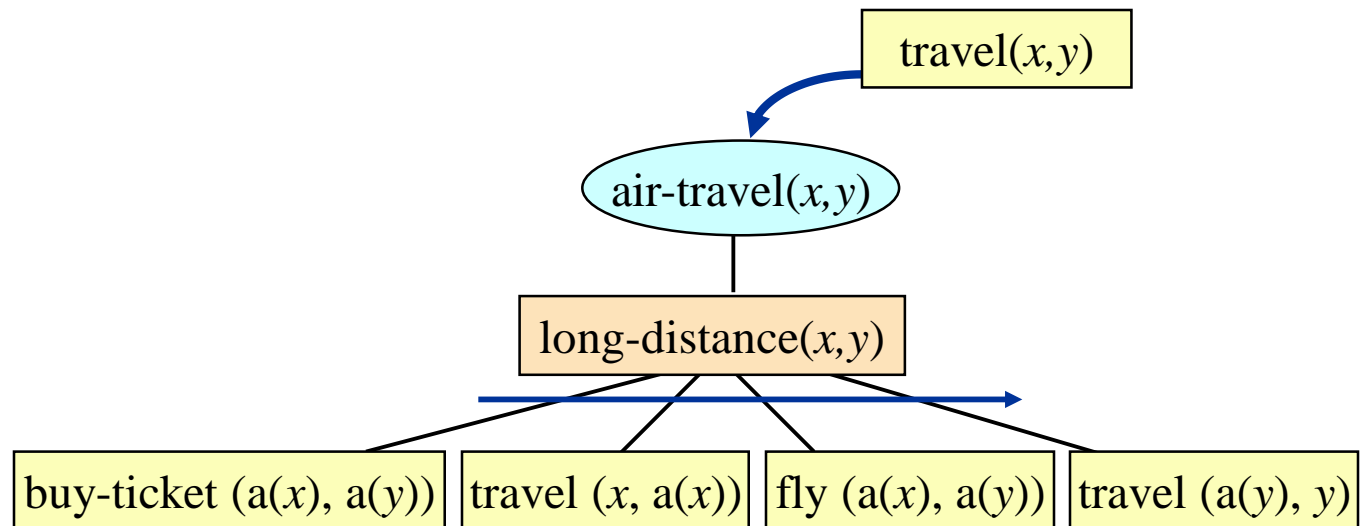 travel(x,y)
air-travel(x,y)
long-distance(x,y)
buy-ticket (a(x), a(y))
travel (x, a(x))
fly (a(x), a(y))
travel (a(y), y)